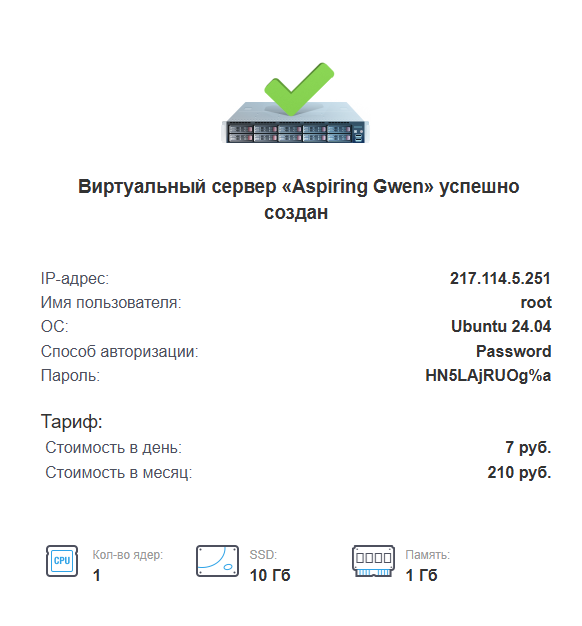 Виртуальный сервер «Aspiring Gwen» успешно
создан
IP-адрес: 217.114.5.251
Имя пользователя: root
ОС: Ubuntu 24.04
Способ авторизации: Password
Пароль: HN5LAjRUOg%a
Тариф:
Стоимость в день: 7 руб.
Стоимость в месяц: 210 руб.
CPU
Кол-во ядер:
1
SSD:
10 Гб
Память:
1 Гб